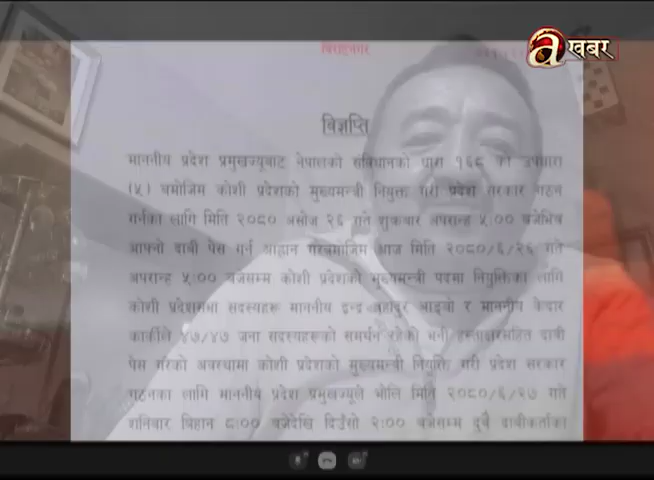 a खबर
विराटनगर
विज्ञप्ति
माननीय प्रदेश प्रमुखज्यूबाट नेपालको संविधानको धारा १६८ को उपधारा
(५) बमोजिम कोशी प्रदेशको मुख्यमन्त्री नियुक्त गरी प्रदेश सरकार गठन
गर्नका लागि मिति २०८० असोज २६ गते शुक्रबार अपरान्ह ५:०० बजेभित्र
आफ्नो दाबी पेस गर्न आह्वान गरेबमोजिम आज मिति २०८०/६/२६ गते
अपरान्ह ५:०० बजेसम्म कोशी प्रदेशको मुख्यमन्त्री पदमा नियुक्तिका लागि
कोशी प्रदेशसभा सदस्यहरू माननीय इन्द्र बहादुर आङ्बो र माननीय केदार
कार्कीले ४७/४७ जना सदस्यहरूको समर्थन रहेको भनी हस्ताक्षरसहित दाबी
पेस गरेको अवस्थामा कोशी प्रदेशको मुख्यमन्त्री नियुक्ति गरी प्रदेश सरकार
गठनका लागि माननीय प्रदेश प्रमुखज्यूले भोलि मिति २०८०/६/२७ गते
शनिबार बिहान ८:०० बजेदेखि दिउँसो २:०० बजेसम्म दुवै दाबीकर्ताका